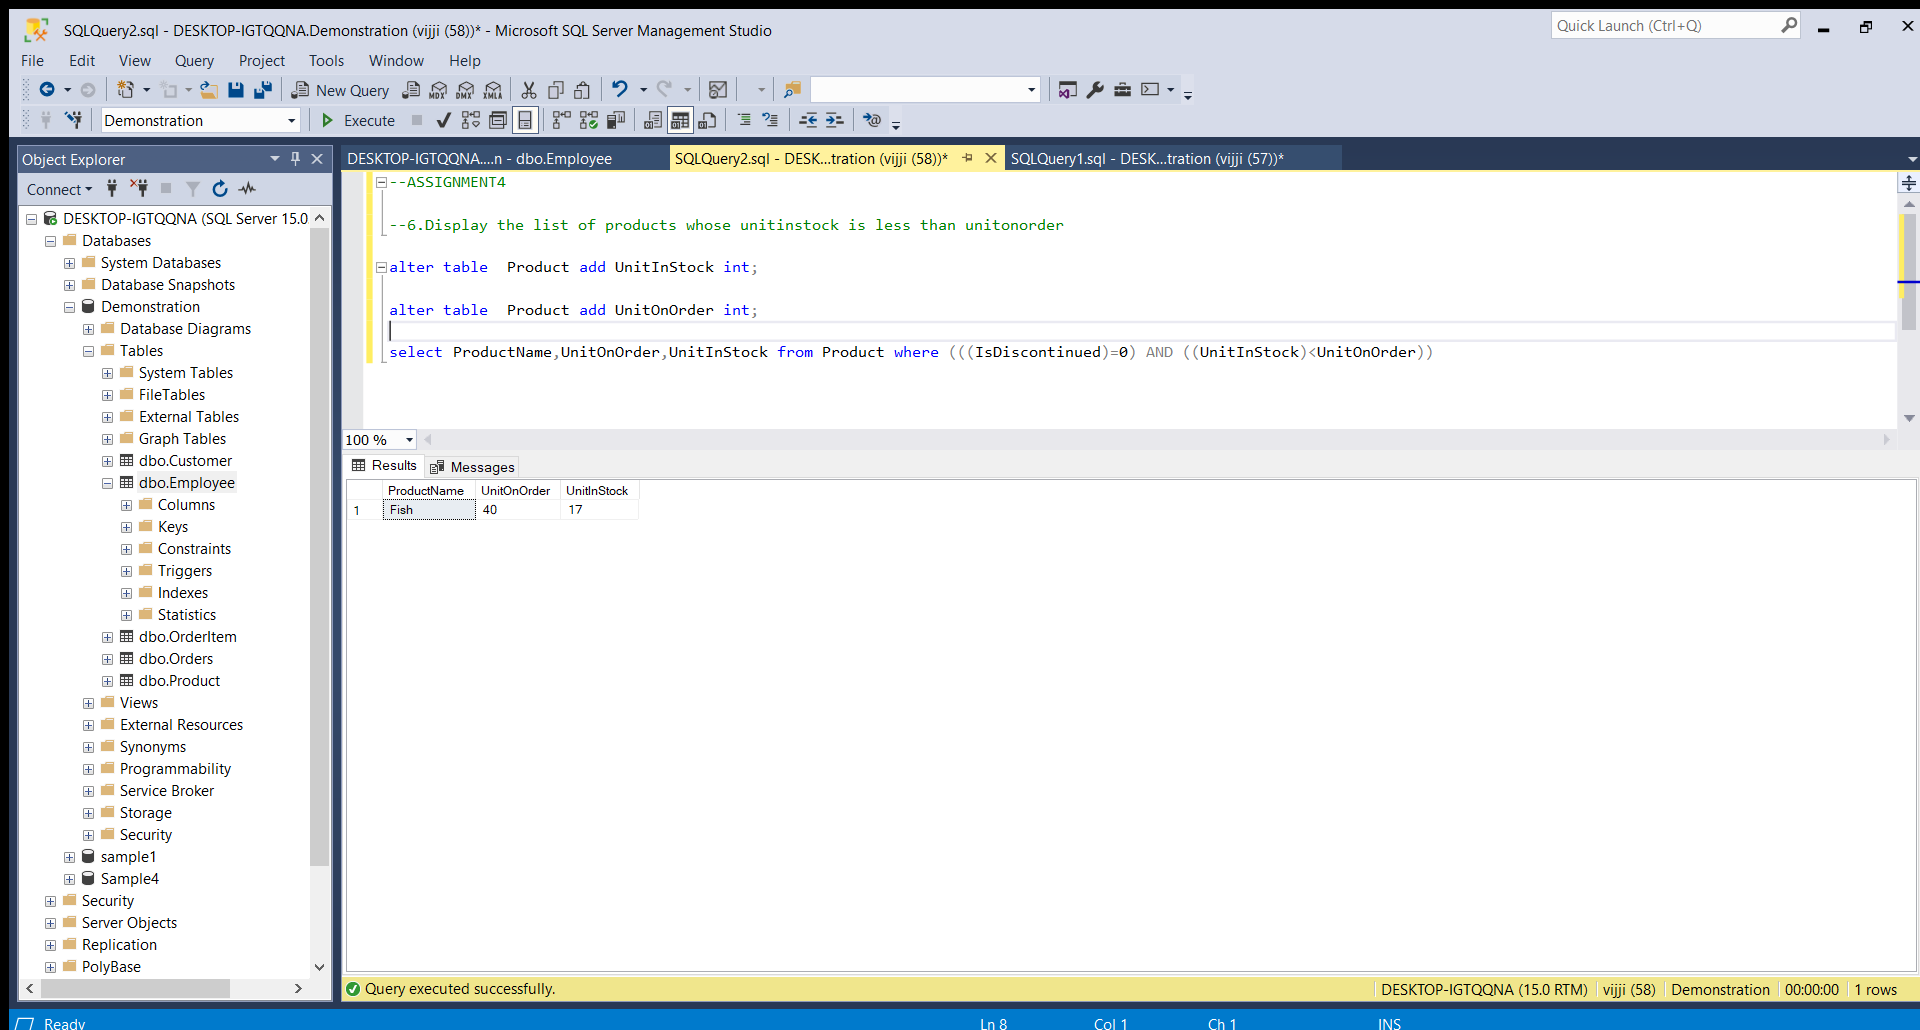 SQLQuery2.sql - DESKTOP-IGTQQNA.Demonstration (vijji (58))* - Microsoft SQL Server Management Studio
Quick Launch (Ctrl+Q)
File Edit View Query Project Tools Window Help
New Query MDX DMX XMLA
Demonstration Execute
Object Explorer
Connect
DESKTOP-IGTQQNA (SQL Server 15.0
Databases
System Databases
Database Snapshots
Demonstration
Database Diagrams
Tables
System Tables
FileTables
External Tables
Graph Tables
dbo.Customer
dbo.Employee
Columns
Keys
Constraints
Triggers
Indexes
Statistics
dbo.OrderItem
dbo.Orders
dbo.Product
Views
External Resources
Synonyms
Programmability
Service Broker
Storage
Security
sample1
Sample4
Security
Server Objects
Replication
PolyBase
DESKTOP-IGTQQNA....n - dbo.Employee SQLQuery2.sql - DESK...tration (vijji (58))* SQLQuery1.sql - DESK...tration (vijji (57))*
--ASSIGNMENT4
--6.Display the list of products whose unitinstock is less than unitonorder
alter table  Product add UnitInStock int;
alter table  Product add UnitOnOrder int;
select ProductName,UnitOnOrder,UnitInStock from Product where (((IsDiscontinued)=0) AND ((UnitInStock)<UnitOnOrder))
100 %
Results Messages
ProductName UnitOnOrder UnitInStock
1 Fish 40 17
Query executed successfully. DESKTOP-IGTQQNA (15.0 RTM) vijji (58) Demonstration 00:00:00 1 rows
Ready Ln 8 Col 1 Ch 1 INS